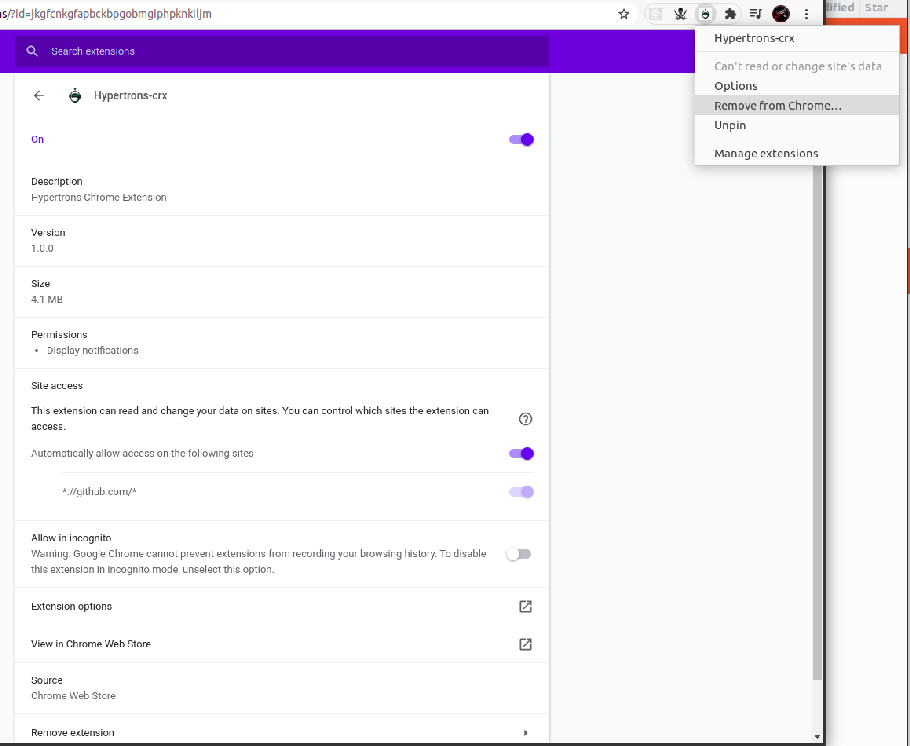 s/?id=jkgfcnkgfapbckbpgobmgiphpknkiljm
dified
Star
Search extensions
Hypertrons-crx
Can't read or change site's data
Options
Remove from Chrome…
Unpin
Manage extensions
Hypertrons-crx
On
Description
Hypertrons Chrome Extension
Version
1.0.0
Size
4.1 MB
Permissions
• Display notifications
Site access
This extension can read and change your data on sites. You can control which sites the extension can
access.
Automatically allow access on the following sites
*://github.com/*
Allow in incognito
Warning: Google Chrome cannot prevent extensions from recording your browsing history. To disable
this extension in incognito mode, unselect this option.
Extension options
View in Chrome Web Store
Source
Chrome Web Store
Remove extension